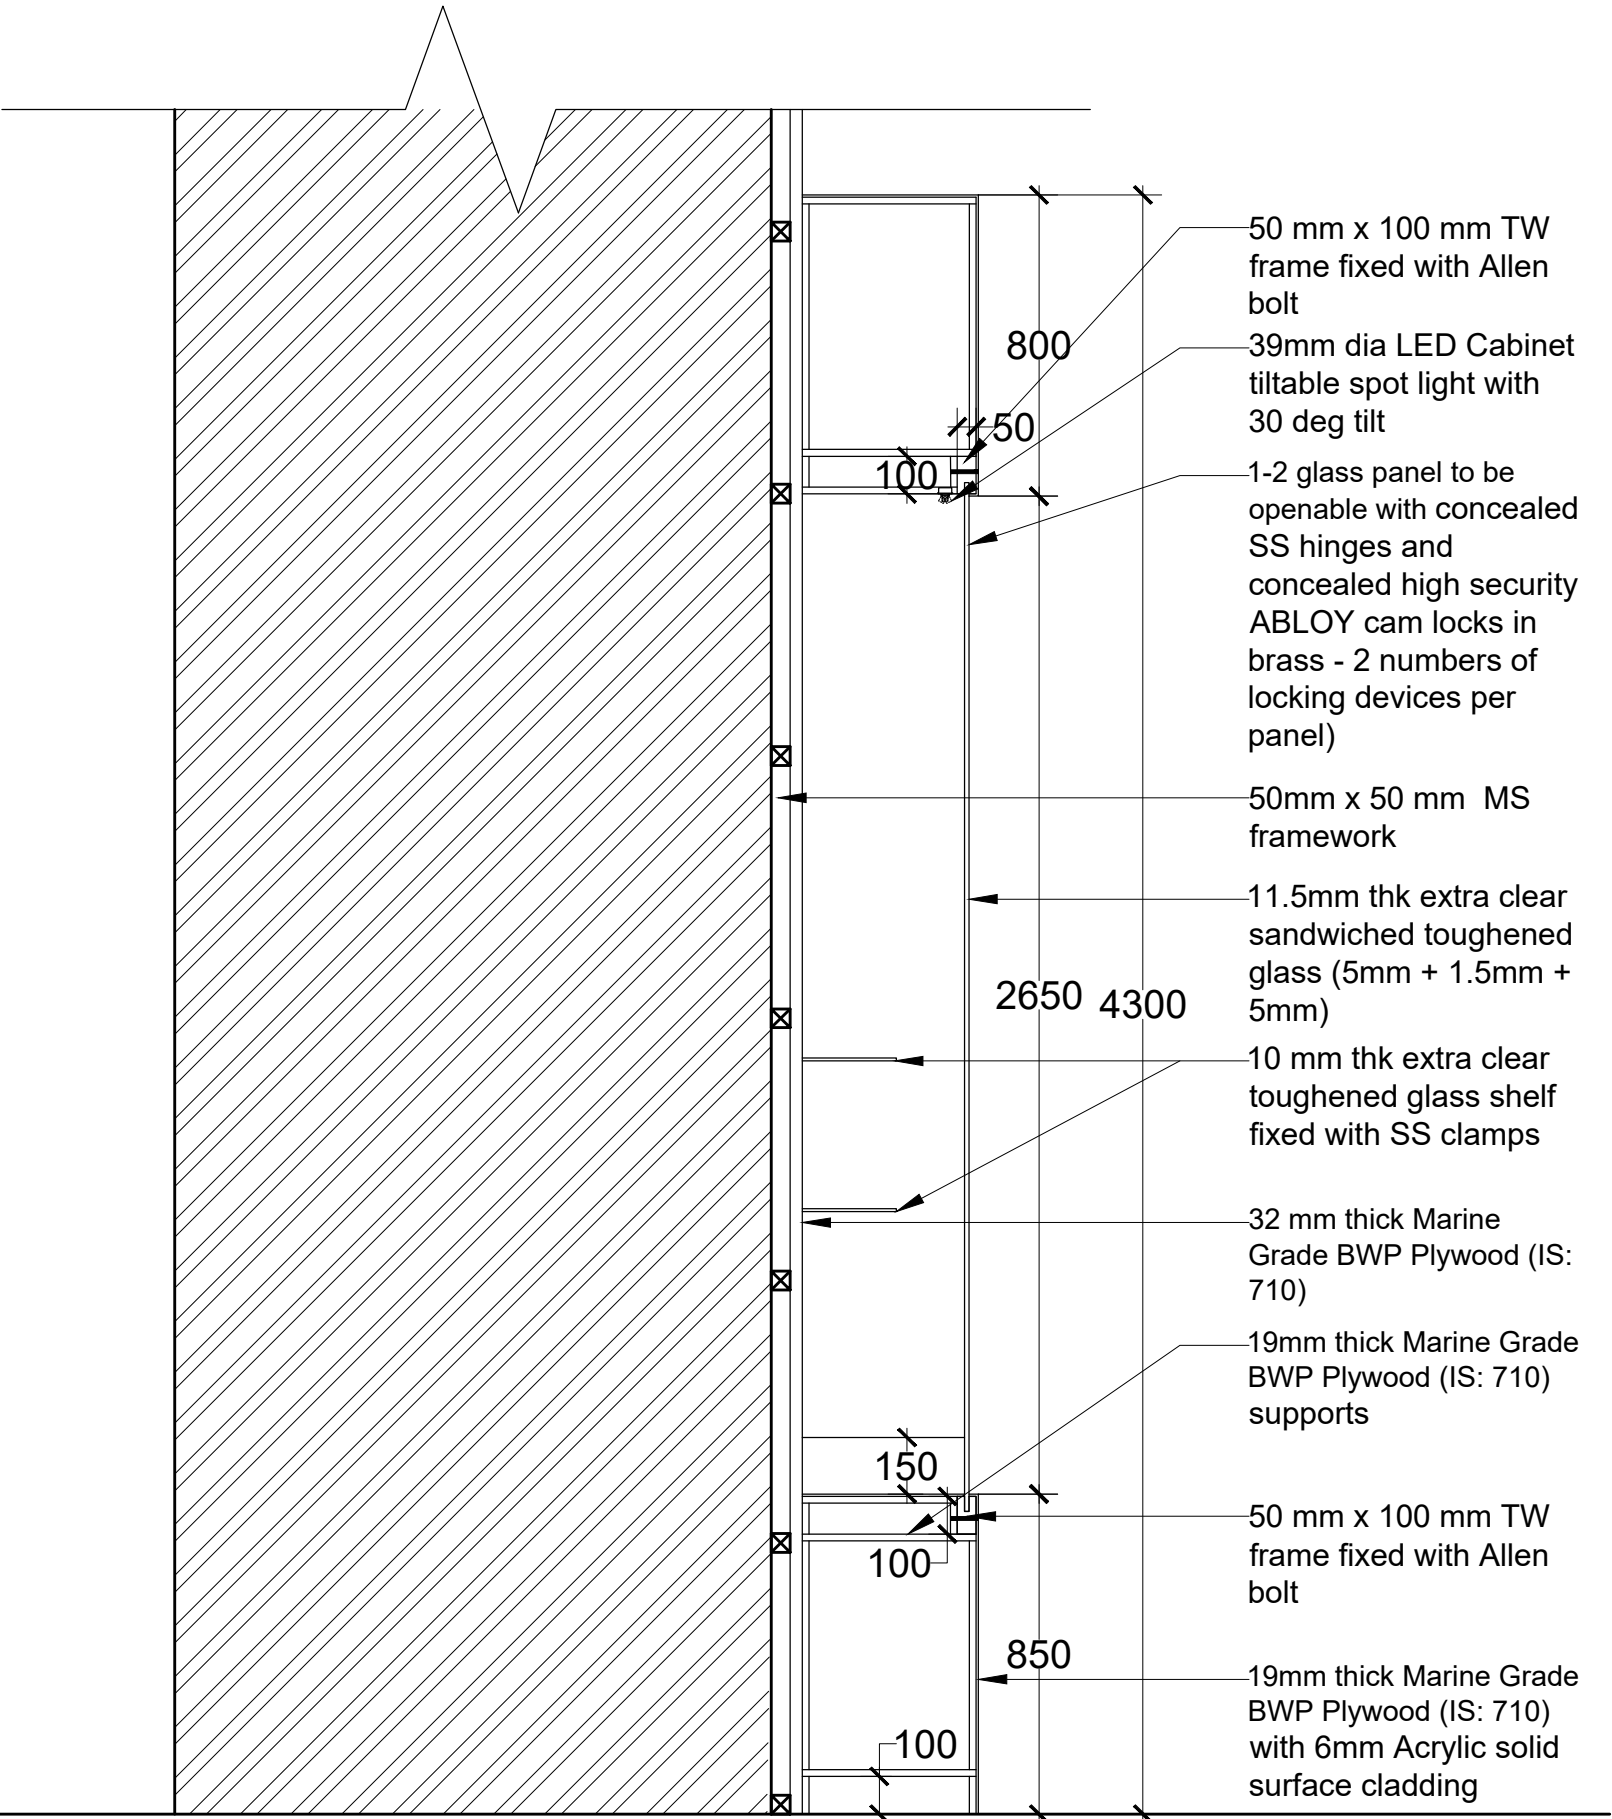 50 mm x 100 mm TW
frame fixed with Allen
bolt
800
39mm dia LED Cabinet
tiltable spot light with
30 deg tilt
50
100
1-2 glass panel to be
openable with concealed
SS hinges and
concealed high security
ABLOY cam locks in
brass - 2 numbers of
locking devices per
panel)
50mm x 50 mm MS
framework
11.5mm thk extra clear
sandwiched toughened
glass (5mm + 1.5mm +
5mm)
2650
4300
10 mm thk extra clear
toughened glass shelf
fixed with SS clamps
32 mm thick Marine
Grade BWP Plywood (IS:
710)
19mm thick Marine Grade
BWP Plywood (IS: 710)
supports
150
50 mm x 100 mm TW
frame fixed with Allen
bolt
100
850
19mm thick Marine Grade
BWP Plywood (IS: 710)
with 6mm Acrylic solid
surface cladding
100